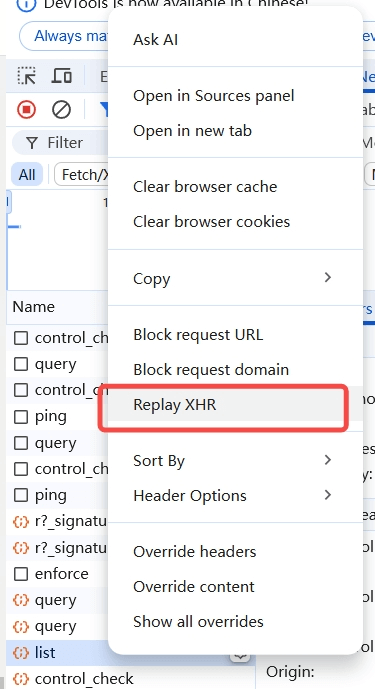 DevTools is now available in Chinese!
Always ma
Ask AI
Open in Sources panel
Open in new tab
Filter
All
Fetch/X
Clear browser cache
Clear browser cookies
1
Copy
Name
Block request URL
Block request domain
Replay XHR
Sort By
Header Options
Override headers
Override content
Show all overrides
control_ch
query
control_ch
ping
query
control_ch
ping
r?_signatu
r?_signatu
enforce
query
query
list
control_check
Origin: